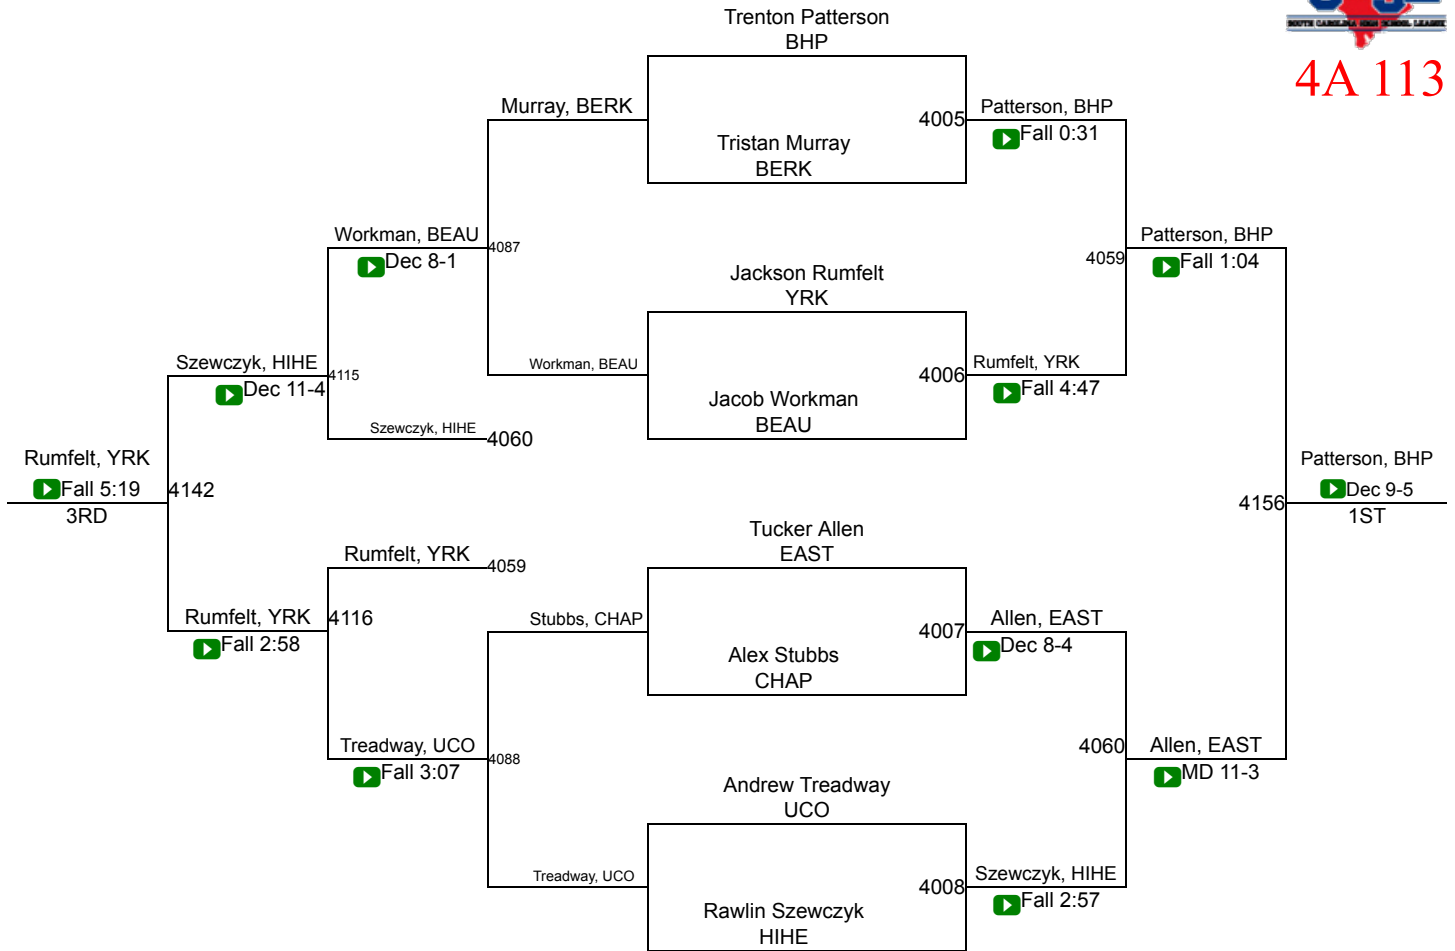 Trenton Patterson
BHP
SOUTH CAROLINA HIGH SCHOOL LEAGUE
4A 113
Murray, BERK
4005
Patterson, BHP
Fall 0:31
Tristan Murray
BERK
Workman, BEAU
4087
Dec 8-1
Patterson, BHP
4059
Fall 1:04
Jackson Rumfelt
YRK
Szewczyk, HIHE
4115
Dec 11-4
Workman, BEAU
4006
Rumfelt, YRK
Fall 4:47
Jacob Workman
BEAU
Szewczyk, HIHE
4060
Rumfelt, YRK
Fall 5:19
4142
3RD
Patterson, BHP
Dec 9-5
4156
1ST
Tucker Allen
EAST
Rumfelt, YRK
4059
Rumfelt, YRK
4116
Fall 2:58
Stubbs, CHAP
4007
Allen, EAST
Dec 8-4
Alex Stubbs
CHAP
Treadway, UCO
4088
Fall 3:07
4060
Allen, EAST
MD 11-3
Andrew Treadway
UCO
Treadway, UCO
4008
Szewczyk, HIHE
Fall 2:57
Rawlin Szewczyk
HIHE